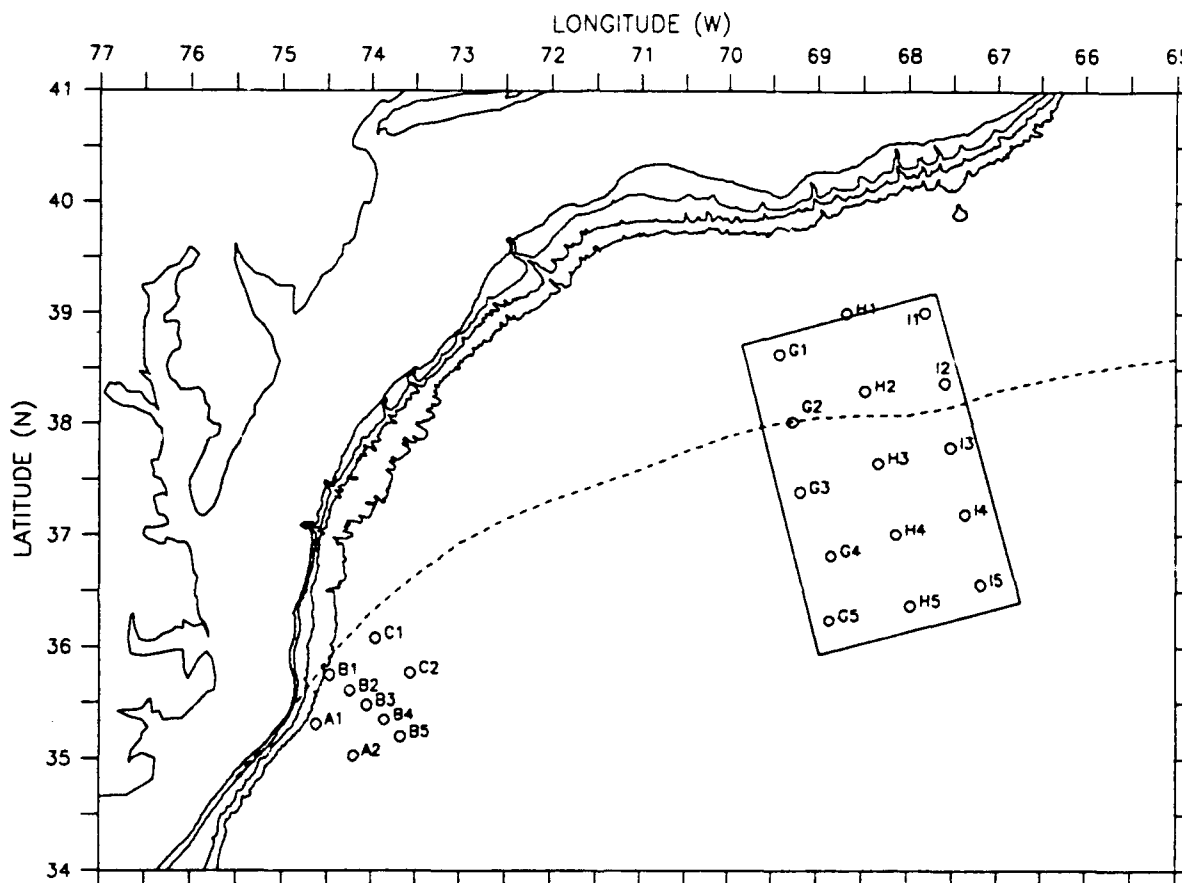 LONGITUDE (W)
77 76 75 74 73 72 71 70 69 68 67 66 65
41
40
39
38
37
36
35
34
LATITUDE (N)
H1
I1
G1
I2
H2
G2
I3
H3
G3
I4
H4
G4
I5
H5
G5
C1
B1
C2
B2
B3
B4
A1
B5
A2